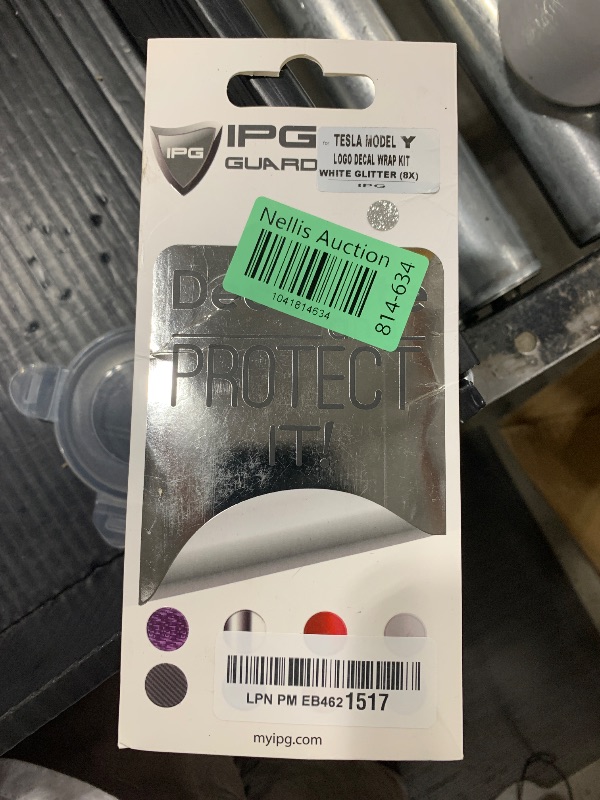 IPG
IPG
GUARD
for TESLA MODEL Y
LOGO DECAL WRAP KIT
WHITE GLITTER (8X)
IPG
Nellis Auction
1041814634
814-634
PROTECT
IT!
LPN PM EB462 1517
myipg.com